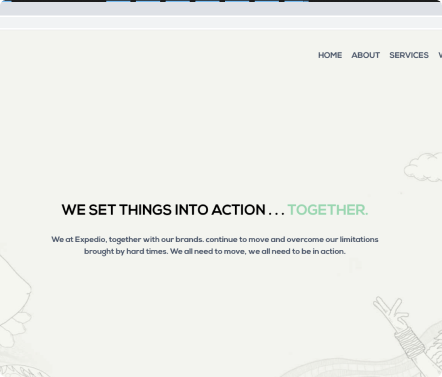 HOME ABOUT SERVICES
WE SET THINGS INTO ACTION . . . TOGETHER.
We at Expedio, together with our brands. continue to move and overcome our limitations
brought by hard times. We all need to move, we all need to be in action.